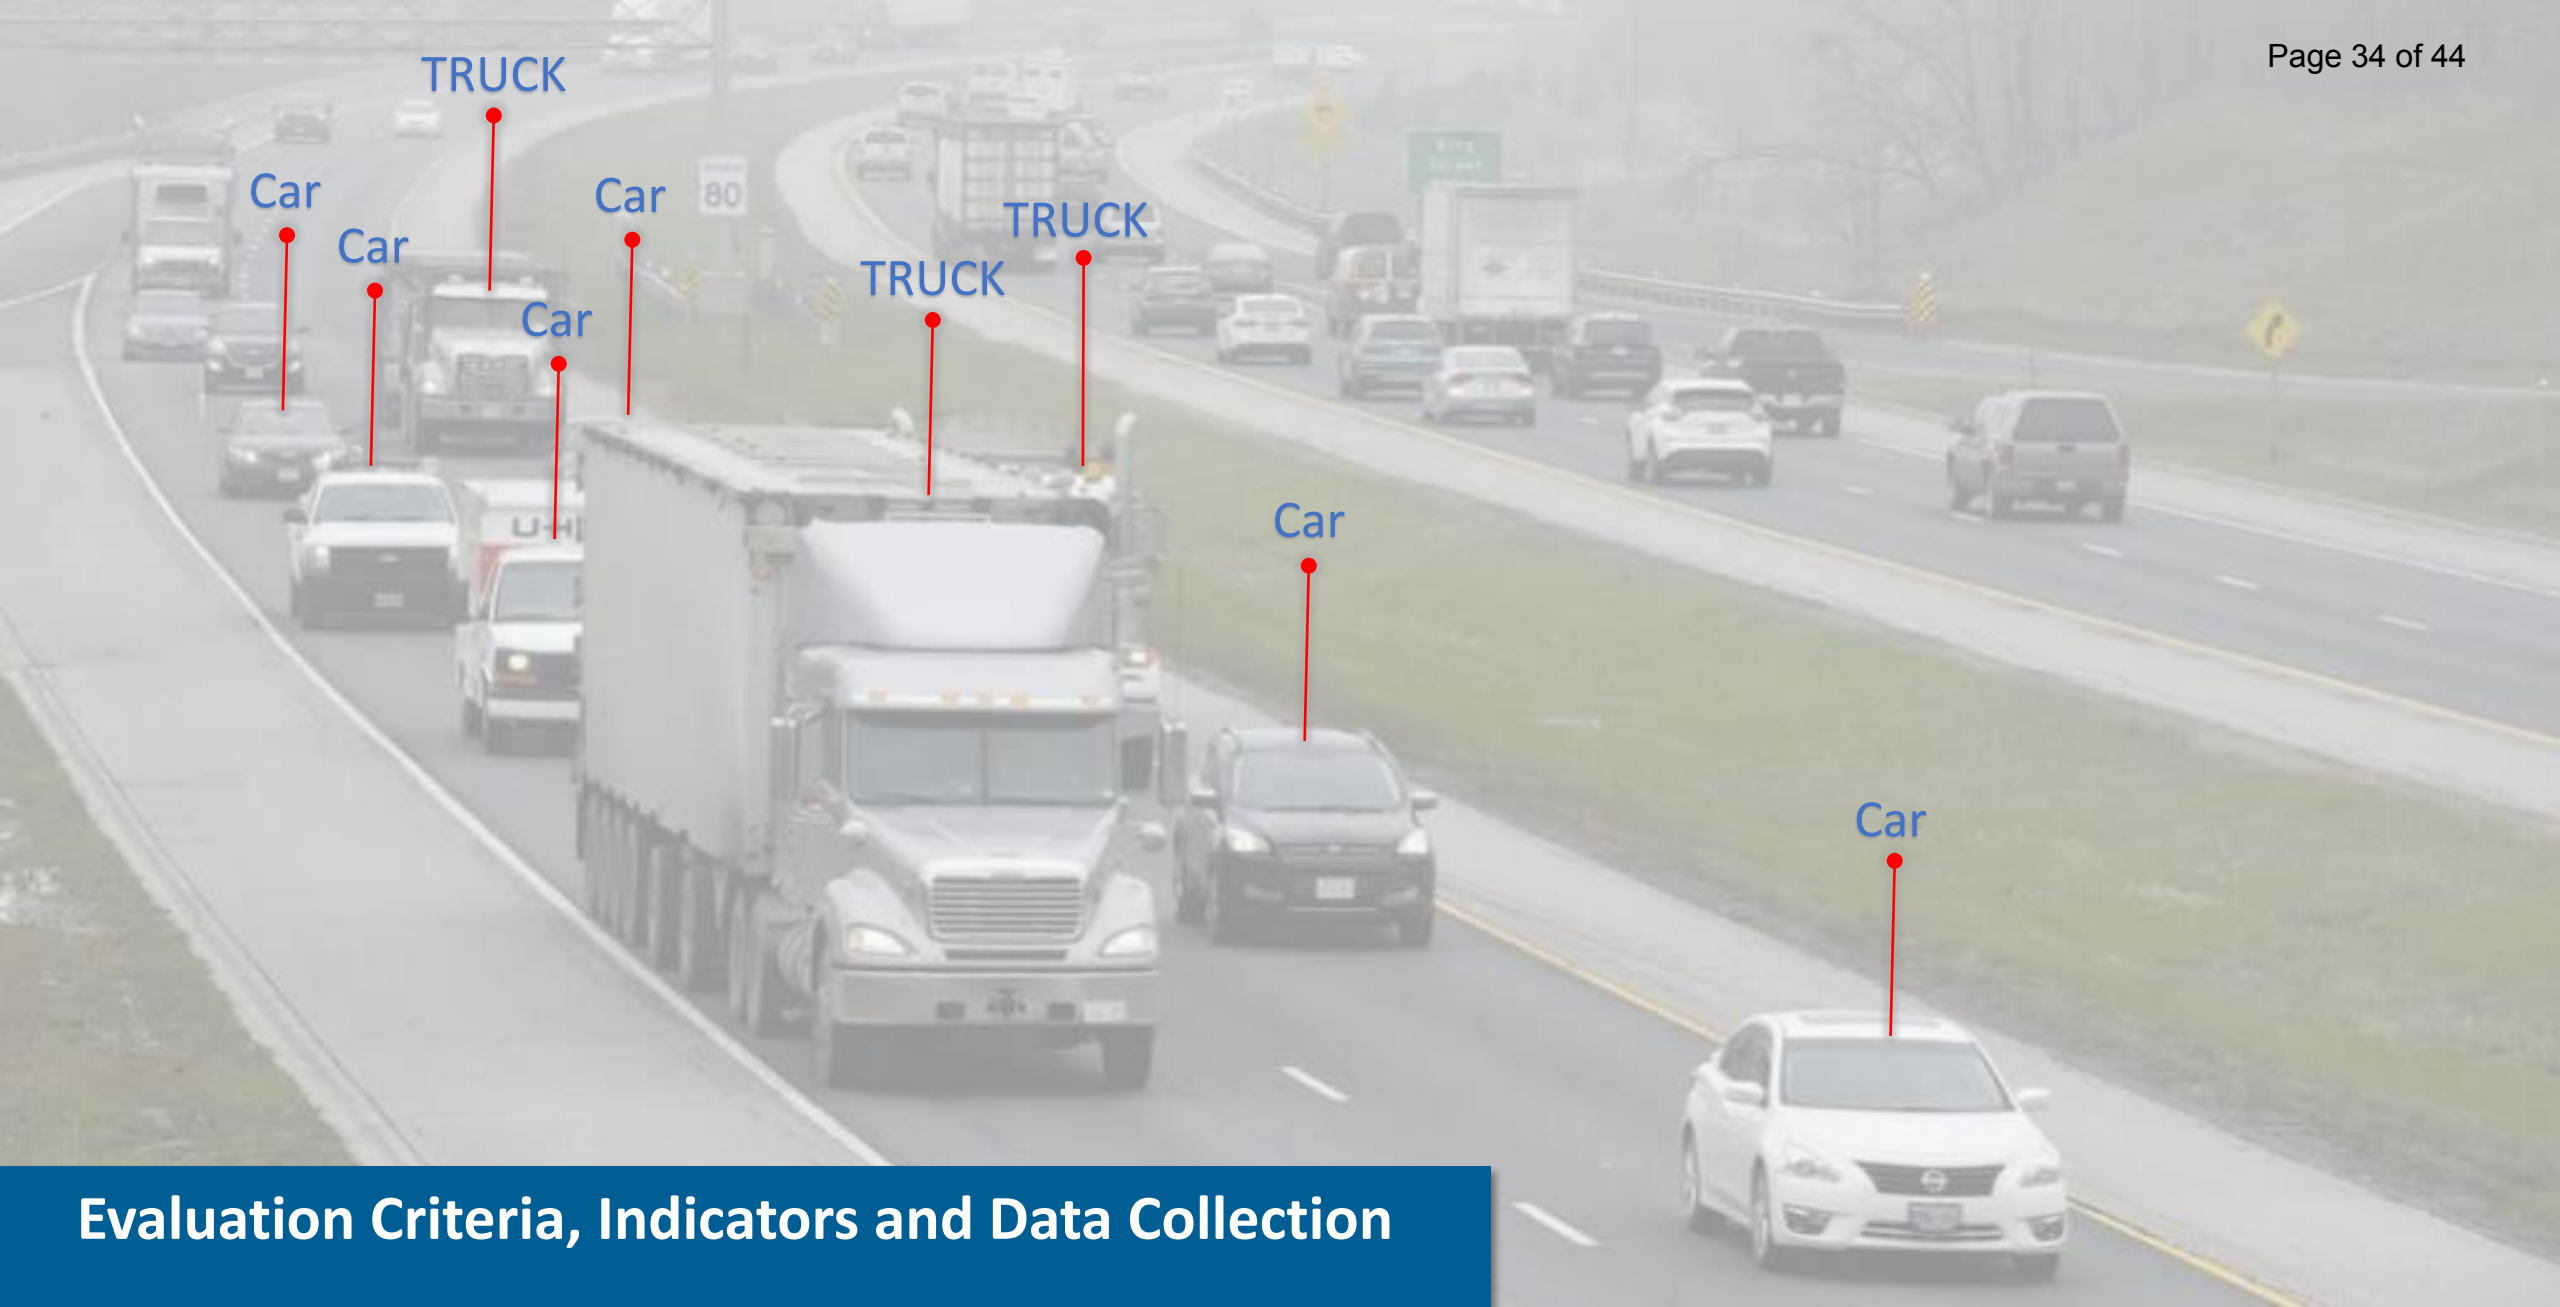 Page 34 of 44
TRUCK
Car
Car
80
Car
TRUCK
TRUCK
Car
U-H
Car
Car
Evaluation Criteria, Indicators and Data Collection